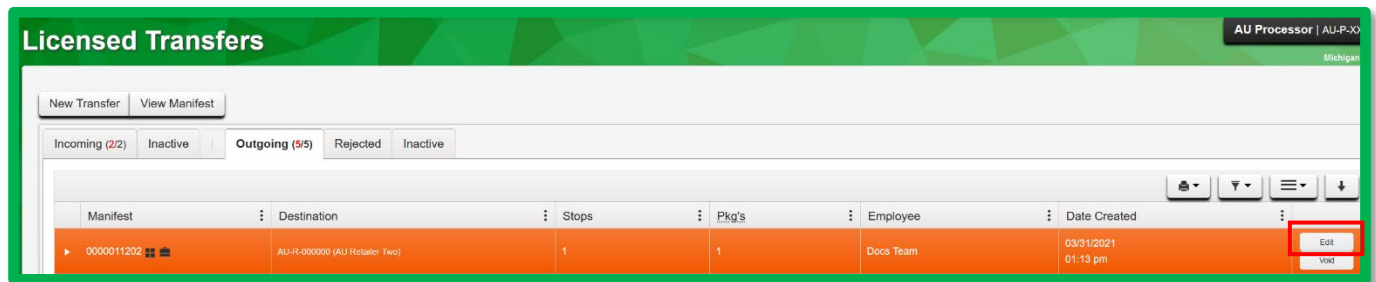 Licensed Transfers
AU Processor | AU-P-XX
Michigan
New Transfer View Manifest
Incoming (2/2) Inactive Outgoing (5/5) Rejected Inactive
Manifest Destination Stops Pkg's Employee Date Created
0000011202 AU-R-000000 (AU Retailer Two) 1 1 Docs Team 03/31/2021 Edit
01:13 pm Void